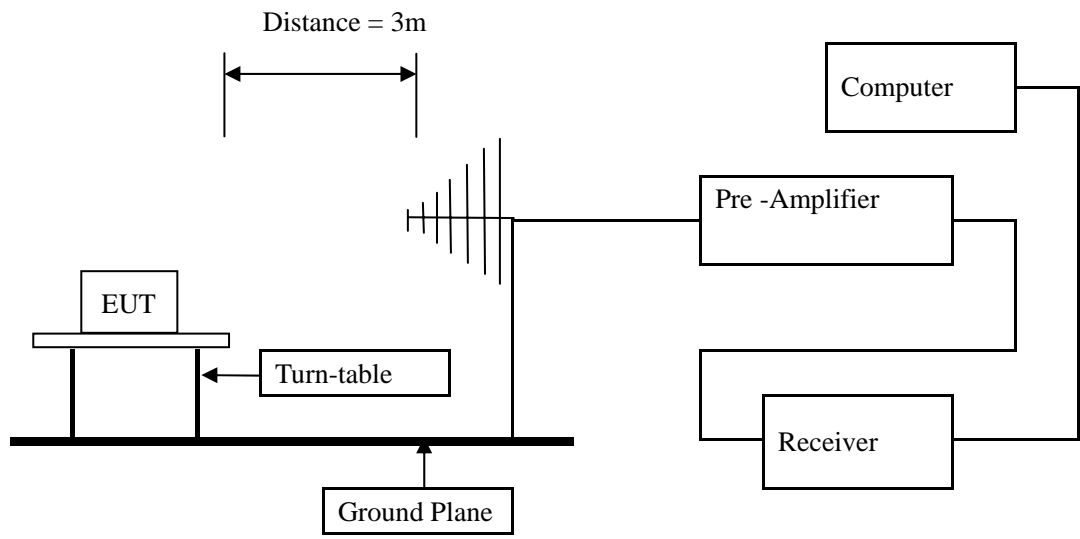 Distance = 3m
Computer
Pre -Amplifier
EUT
Turn-table
Receiver
Ground Plane